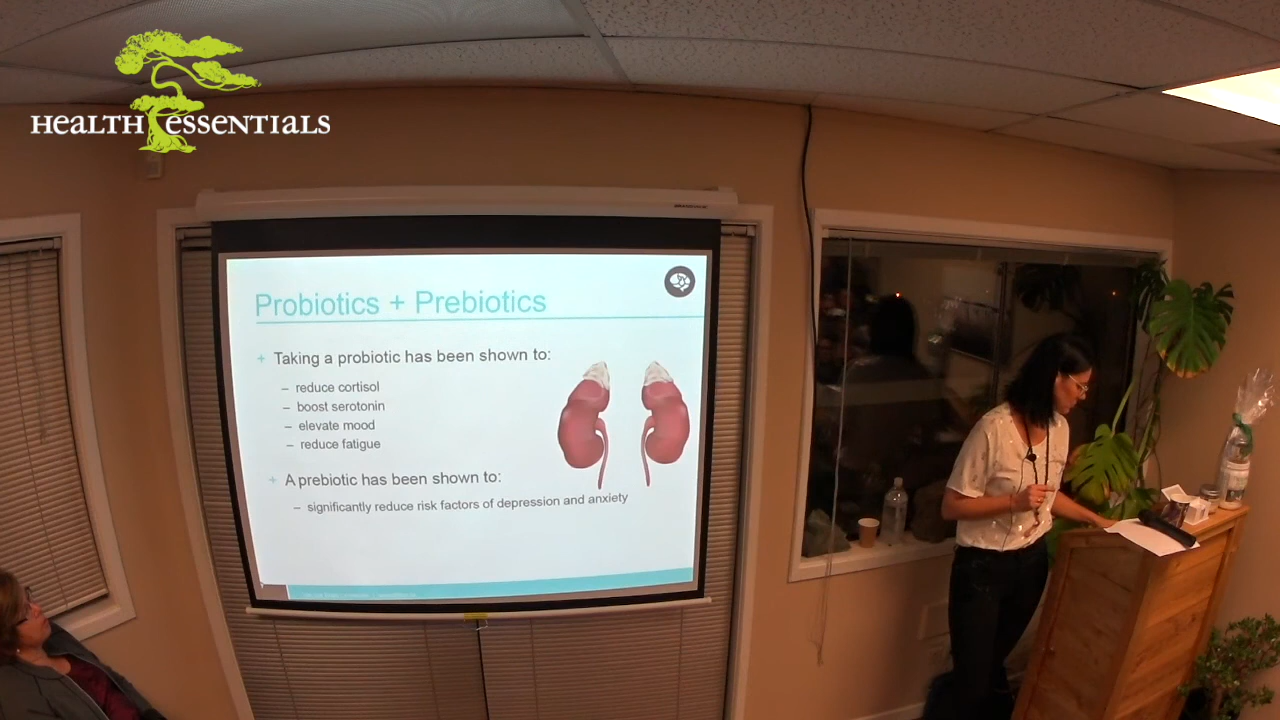 HEALTH ESSENTIALS
Probiotics + Prebiotics
+ Taking a probiotic has been shown to:
– reduce cortisol
– boost serotonin
– elevate mood
– reduce fatigue
+ A prebiotic has been shown to:
– significantly reduce risk factors of depression and anxiety